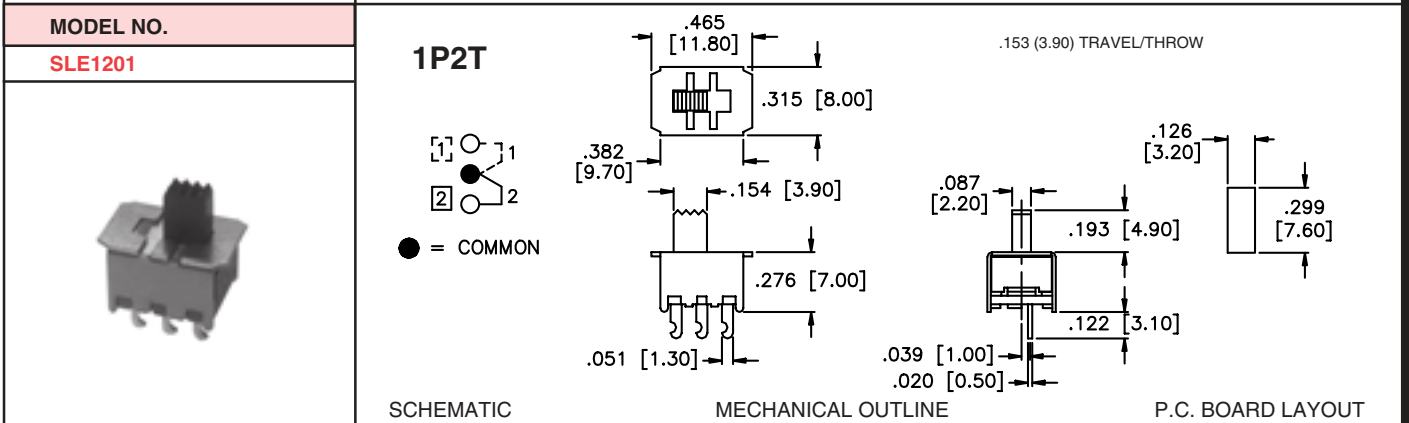 MODEL NO.
SLE1201
1P2T
.465
[11.80]
.153 (3.90) TRAVEL/THROW
.315 [8.00]
.382
[9.70]
.154 [3.90]
.276 [7.00]
.051 [1.30]
[1]
1
2
2
= COMMON
.087
[2.20]
.193 [4.90]
.122 [3.10]
.039 [1.00]
.020 [0.50]
.126
[3.20]
.299
[7.60]
SCHEMATIC
MECHANICAL OUTLINE
P.C. BOARD LAYOUT